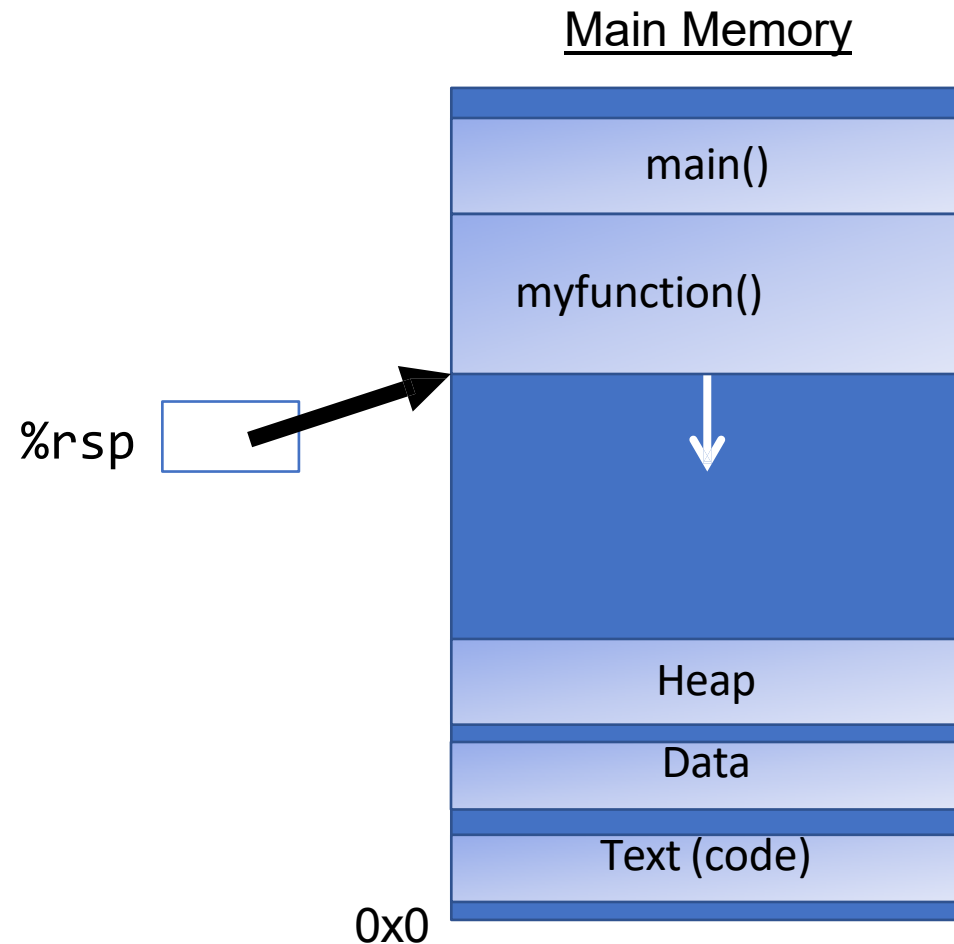 Main Memory
main()
myfunction()
%rsp
Heap
Data
Text (code)
0x0